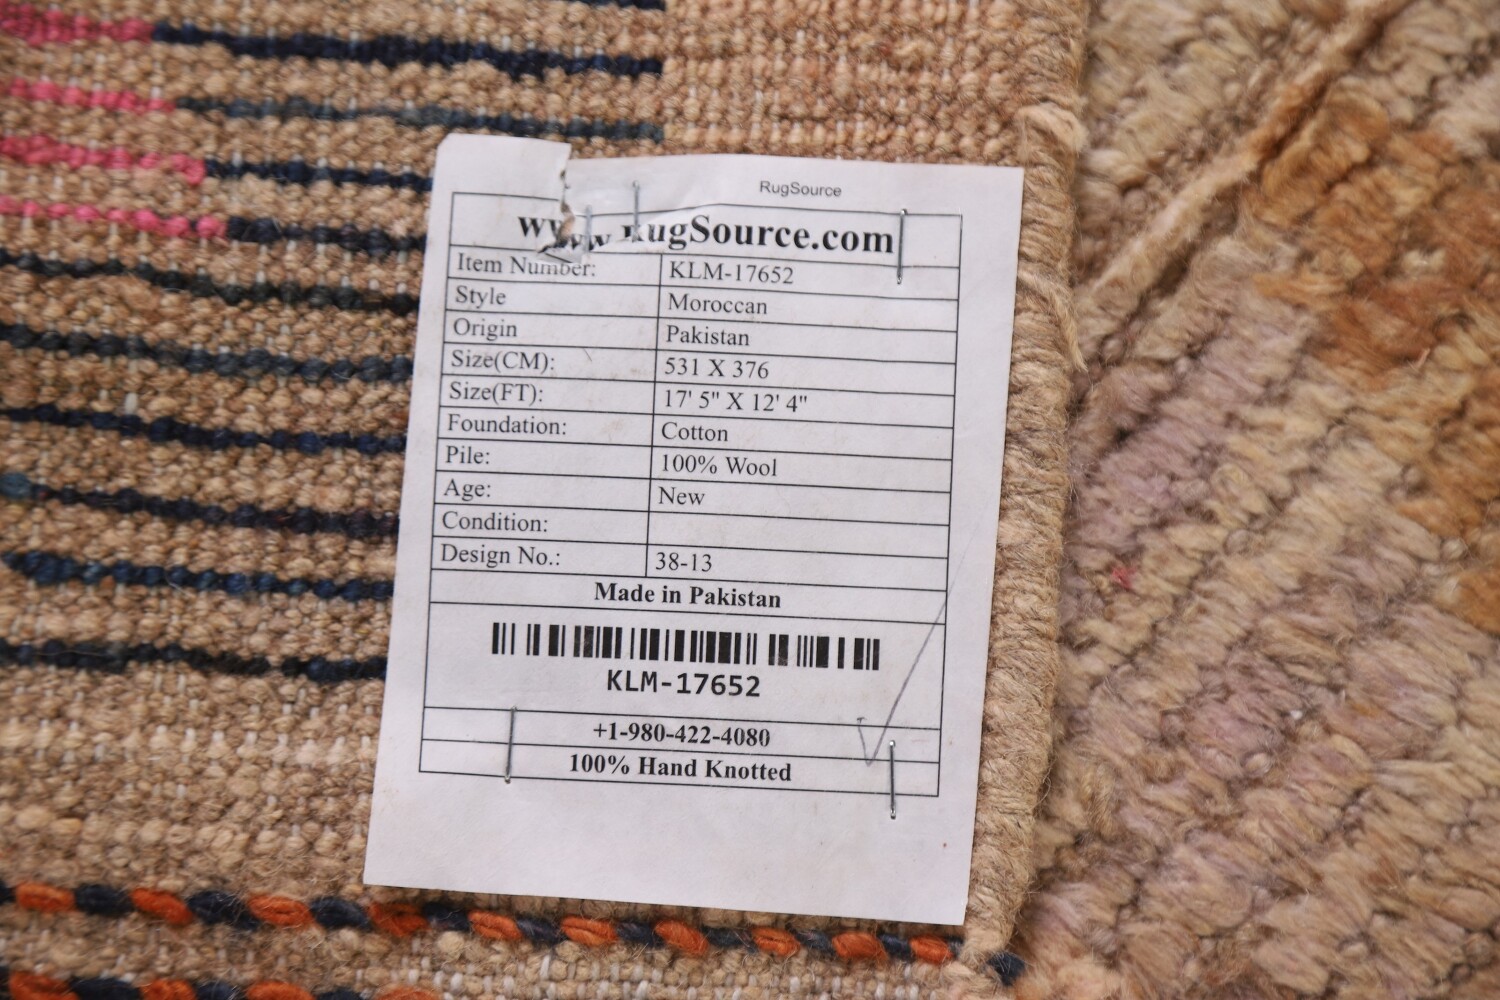 RugSource
www.RugSource.com
Item Number: KLM-17652
Style Moroccan
Origin Pakistan
Size(CM): 531 X 376
Size(FT): 17' 5" X 12' 4"
Foundation: Cotton
Pile: 100% Wool
Age: New
Condition:
Design No.: 38-13
Made in Pakistan
KLM-17652
+1-980-422-4080
100% Hand Knotted